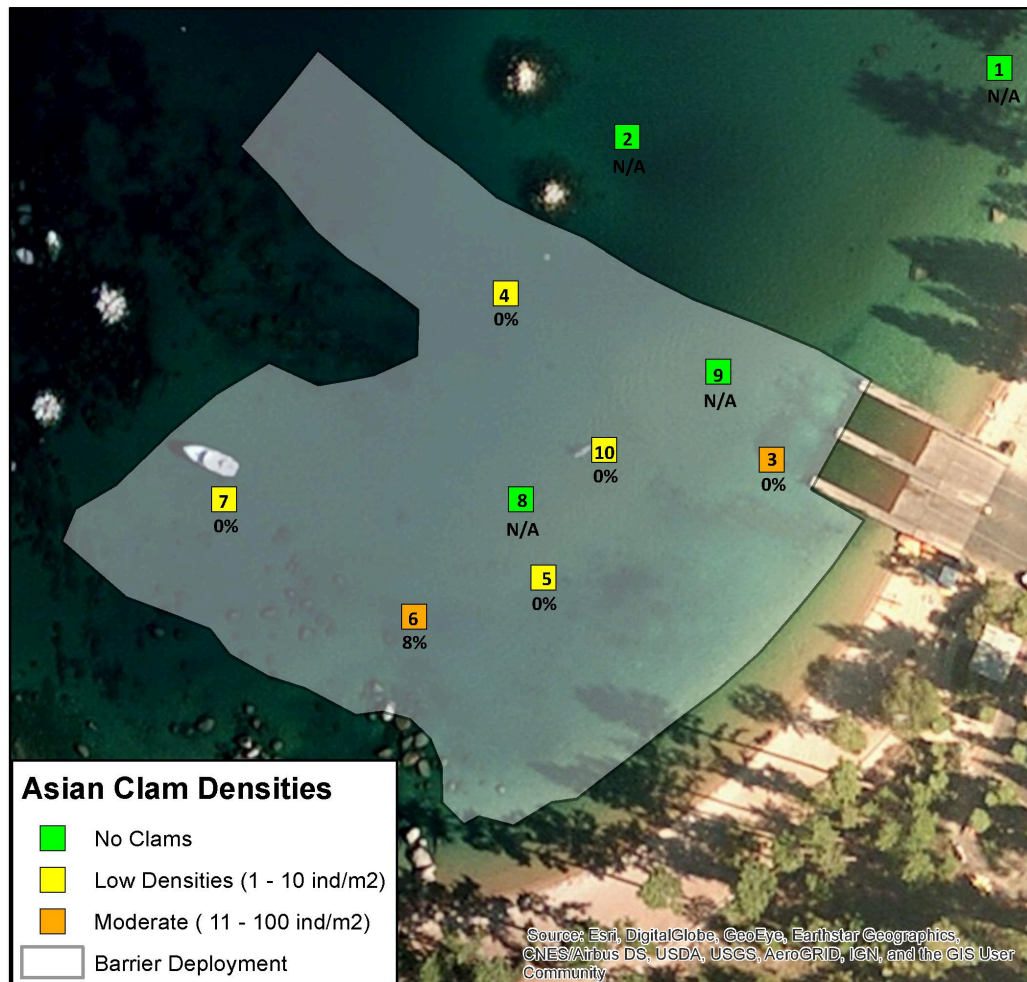 1
N/A
2
N/A
4
0%
9
N/A
10
0%
3
0%
7
0%
8
N/A
5
0%
6
8%
Asian Clam Densities
No Clams
Low Densities (1 - 10 ind/m2)
Moderate ( 11 - 100 ind/m2)
Barrier Deployment
Source: Esri, DigitalGlobe, GeoEye, Earthstar Geographics,
CNES/Airbus DS, USDA, USGS, AeroGRID, IGN, and the GIS User
Community